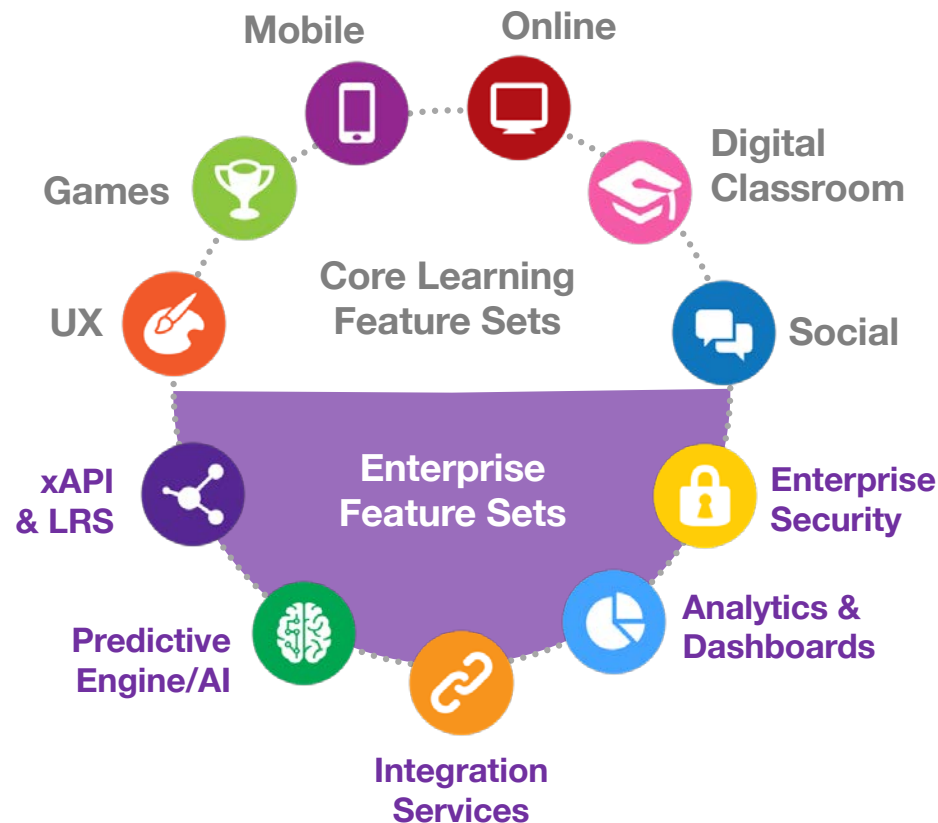 Mobile
Online
Games
Digital
Classroom
Core Learning
Feature Sets
UX
Social
xAPI
& LRS
Enterprise
Feature Sets
Enterprise
Security
Predictive
Engine/AI
Analytics &
Dashboards
Integration
Services